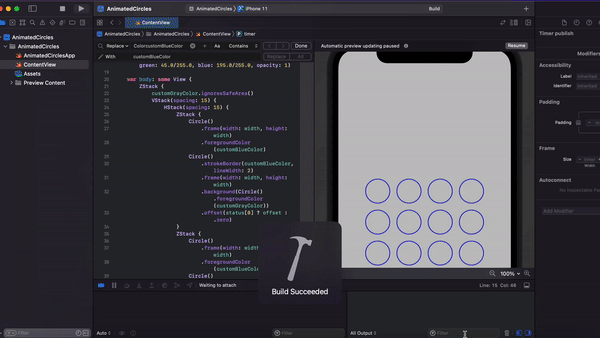 AnimatedCircles
AnimatedCircles
iPhone 11
Build
ContentView
AnimatedCircles
AnimatedCircles
ContentView
timer
Timer publish
AnimatedCircles
AnimatedCircles
AnimatedCirclesApp
ContentView
Assets
Preview Content
Replace
ColorcustomBlueColor
Aa
Contains
Done
With
customBlueColor
Replace
All
Automatic preview updating paused
Resume
Modifiers
Accessibility
Label
Identifier
Padding
Padding
Frame
Size
Width
Autoconnect
No Inspectable
Add Modifier
green: 45.0/255.0, blue: 195.0/255.0, opacity: 1)
var body: some View {
ZStack {
customGrayColor.ignoresSafeArea()
VStack(spacing: 15) {
HStack(spacing: 15) {
ZStack {
Circle()
.frame(width: width, height:
width)
.foregroundColor
(customBlueColor)
Circle()
.strokeBorder(customBlueColor,
lineWidth: 2)
.frame(width: width, height:
width)
.background(Circle()
.foregroundColor
(customGrayColor))
.offset(status[0] ? offset :
.zero)
}
ZStack {
Circle()
.frame(width: wid
width)
.foregroundColor
(customBlueCo
Circle()
Build Succeeded
100%
Waiting to attach
Line: 15 Col: 46
Auto
Filter
All Output
Filter
Filter